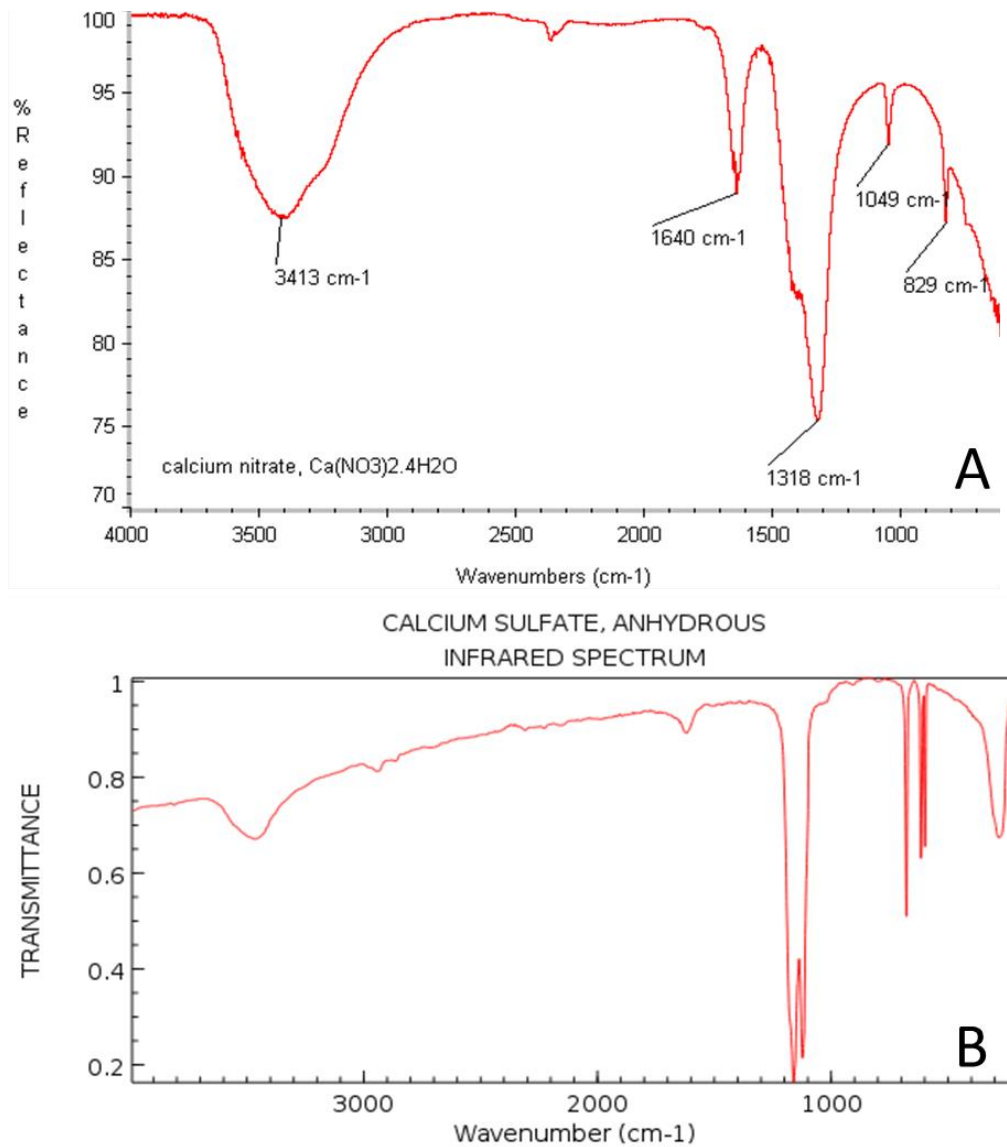 100
95
90
85
80
75
70
% Reflectance
3413 cm-1
1640 cm-1
1049 cm-1
829 cm-1
1318 cm-1
calcium nitrate, Ca(NO3)2.4H2O
A
4000 3500 3000 2500 2000 1500 1000
Wavenumbers (cm-1)
CALCIUM SULFATE, ANHYDROUS
INFRARED SPECTRUM
1
0.8
0.6
0.4
0.2
TRANSMITTANCE
B
3000 2000 1000
Wavenumber (cm-1)